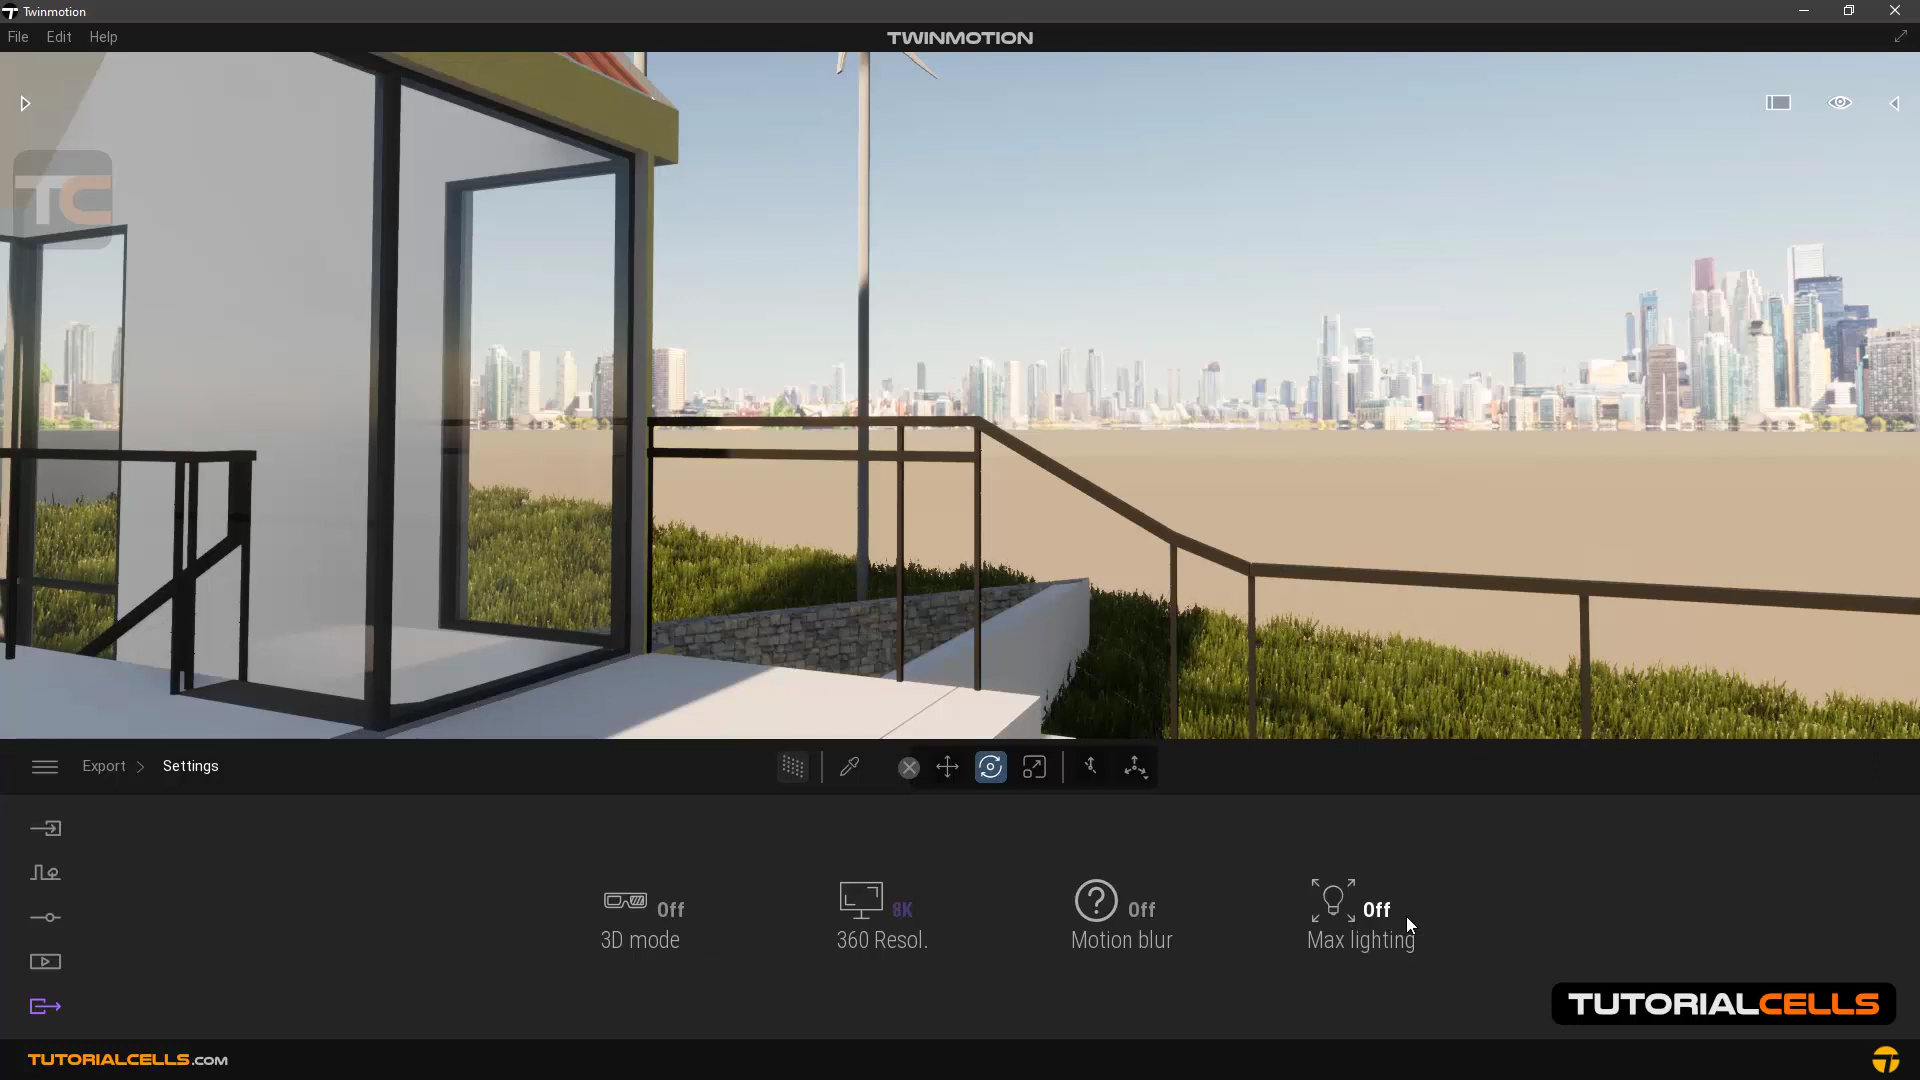 Twinmotion
File Edit Help
TWINMOTION
TC
Export > Settings
Off
3D mode
8K
360 Resol.
Off
Motion blur
Off
Max lighting
TUTORIALCELLS
TUTORIALCELLS.COM